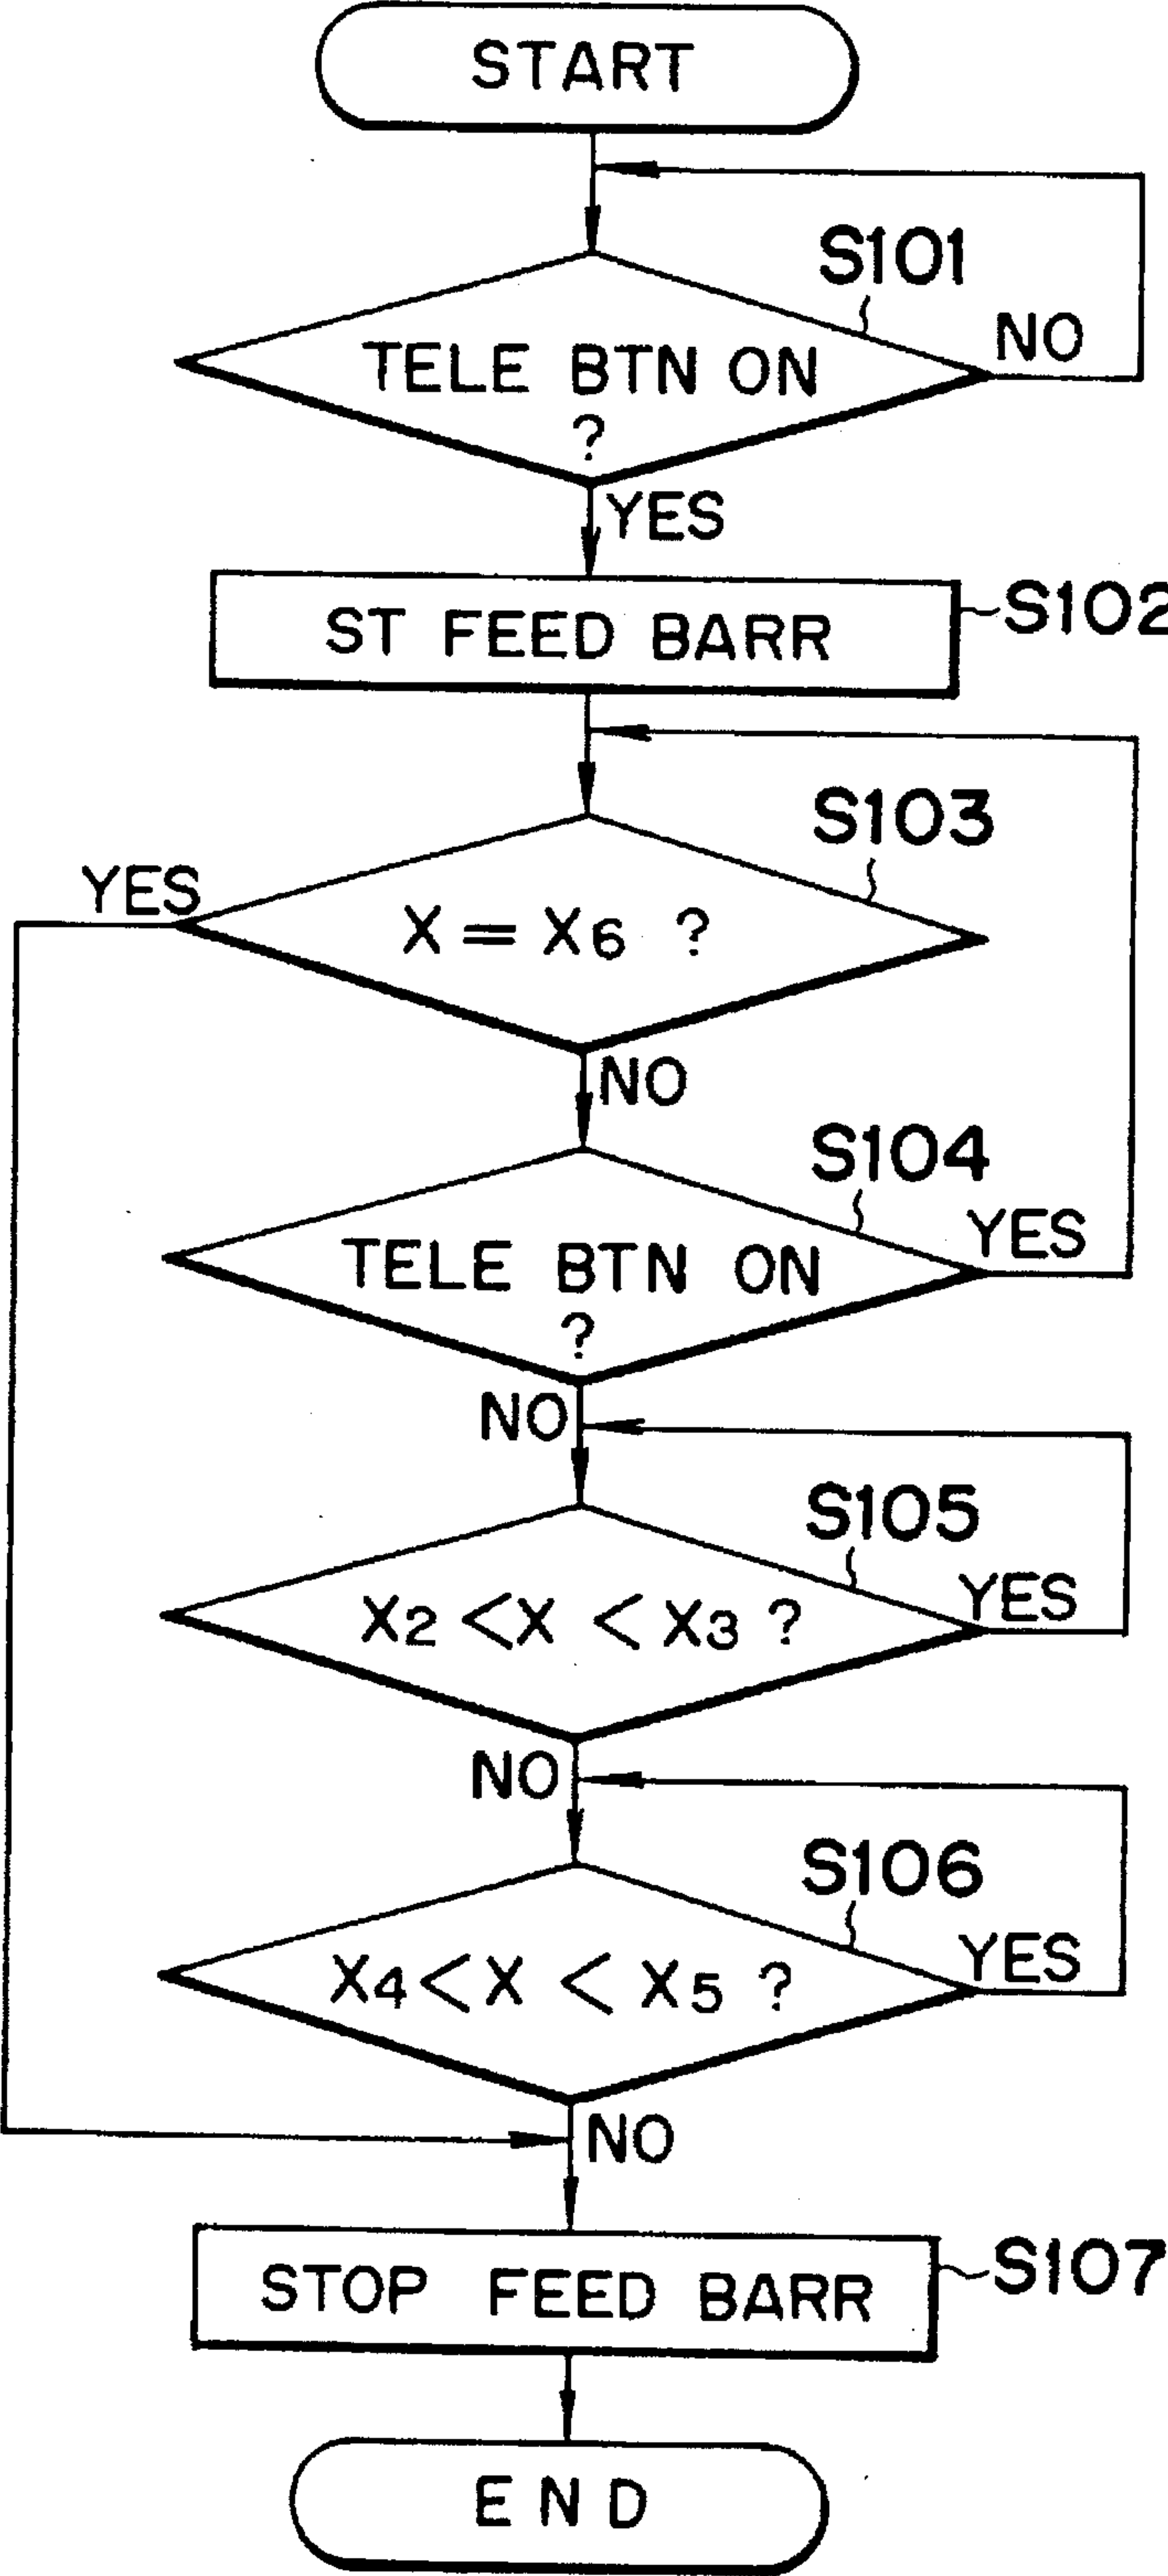 START
S101
NO
TELE BTN ON
?
YES
ST FEED BARR
S102
S103
YES
X = X6 ?
NO
S104
YES
TELE BTN ON
?
NO
S105
YES
X2 < X < X3 ?
NO
S106
YES
X4 < X < X5 ?
NO
STOP FEED BARR
S107
END